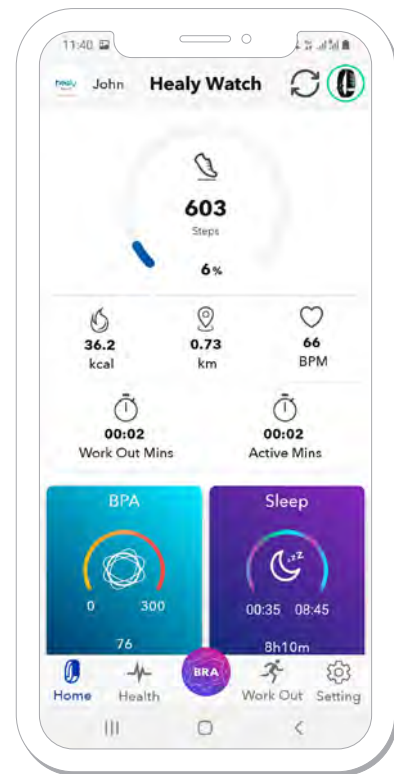 11:40
healy
John
Healy Watch
603
Steps
6%
36.2
kcal
0.73
km
66
BPM
00:02
Work Out Mins
00:02
Active Mins
BPA
0 300
76
Sleep
zzz
00:35 08:45
8h10m
Home
Health
BRA
Work Out
Setting